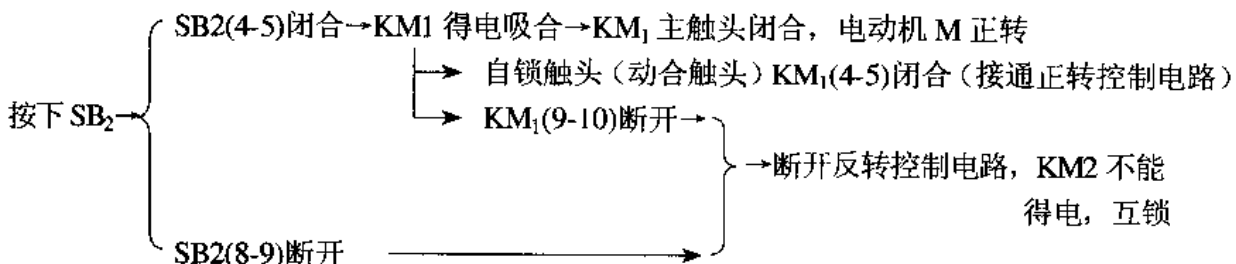 SB2(4-5)闭合→KM1 得电吸合→KM₁ 主触头闭合，电动机 M 正转
自锁触头（动合触头）KM₁(4-5)闭合（接通正转控制电路）
按下 SB₂→
KM₁(9-10)断开→
→断开反转控制电路，KM2 不能
得电，互锁
SB2(8-9)断开